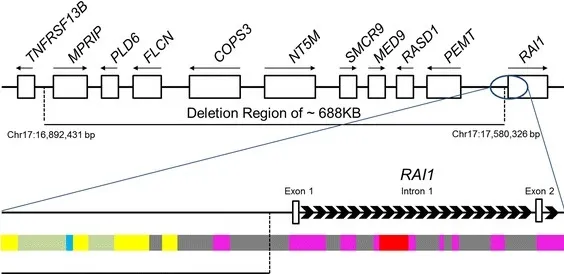 TNFRSF13B MPRIP PLD6 FLCN COPS3 NT5M SMCR9 MED9 RASD1 PEMT RAI1
Deletion Region of ~ 688KB
Chr17:16,892,431 bp Chr17:17,580,326 bp
RAI1
Exon 1 Intron 1 Exon 2